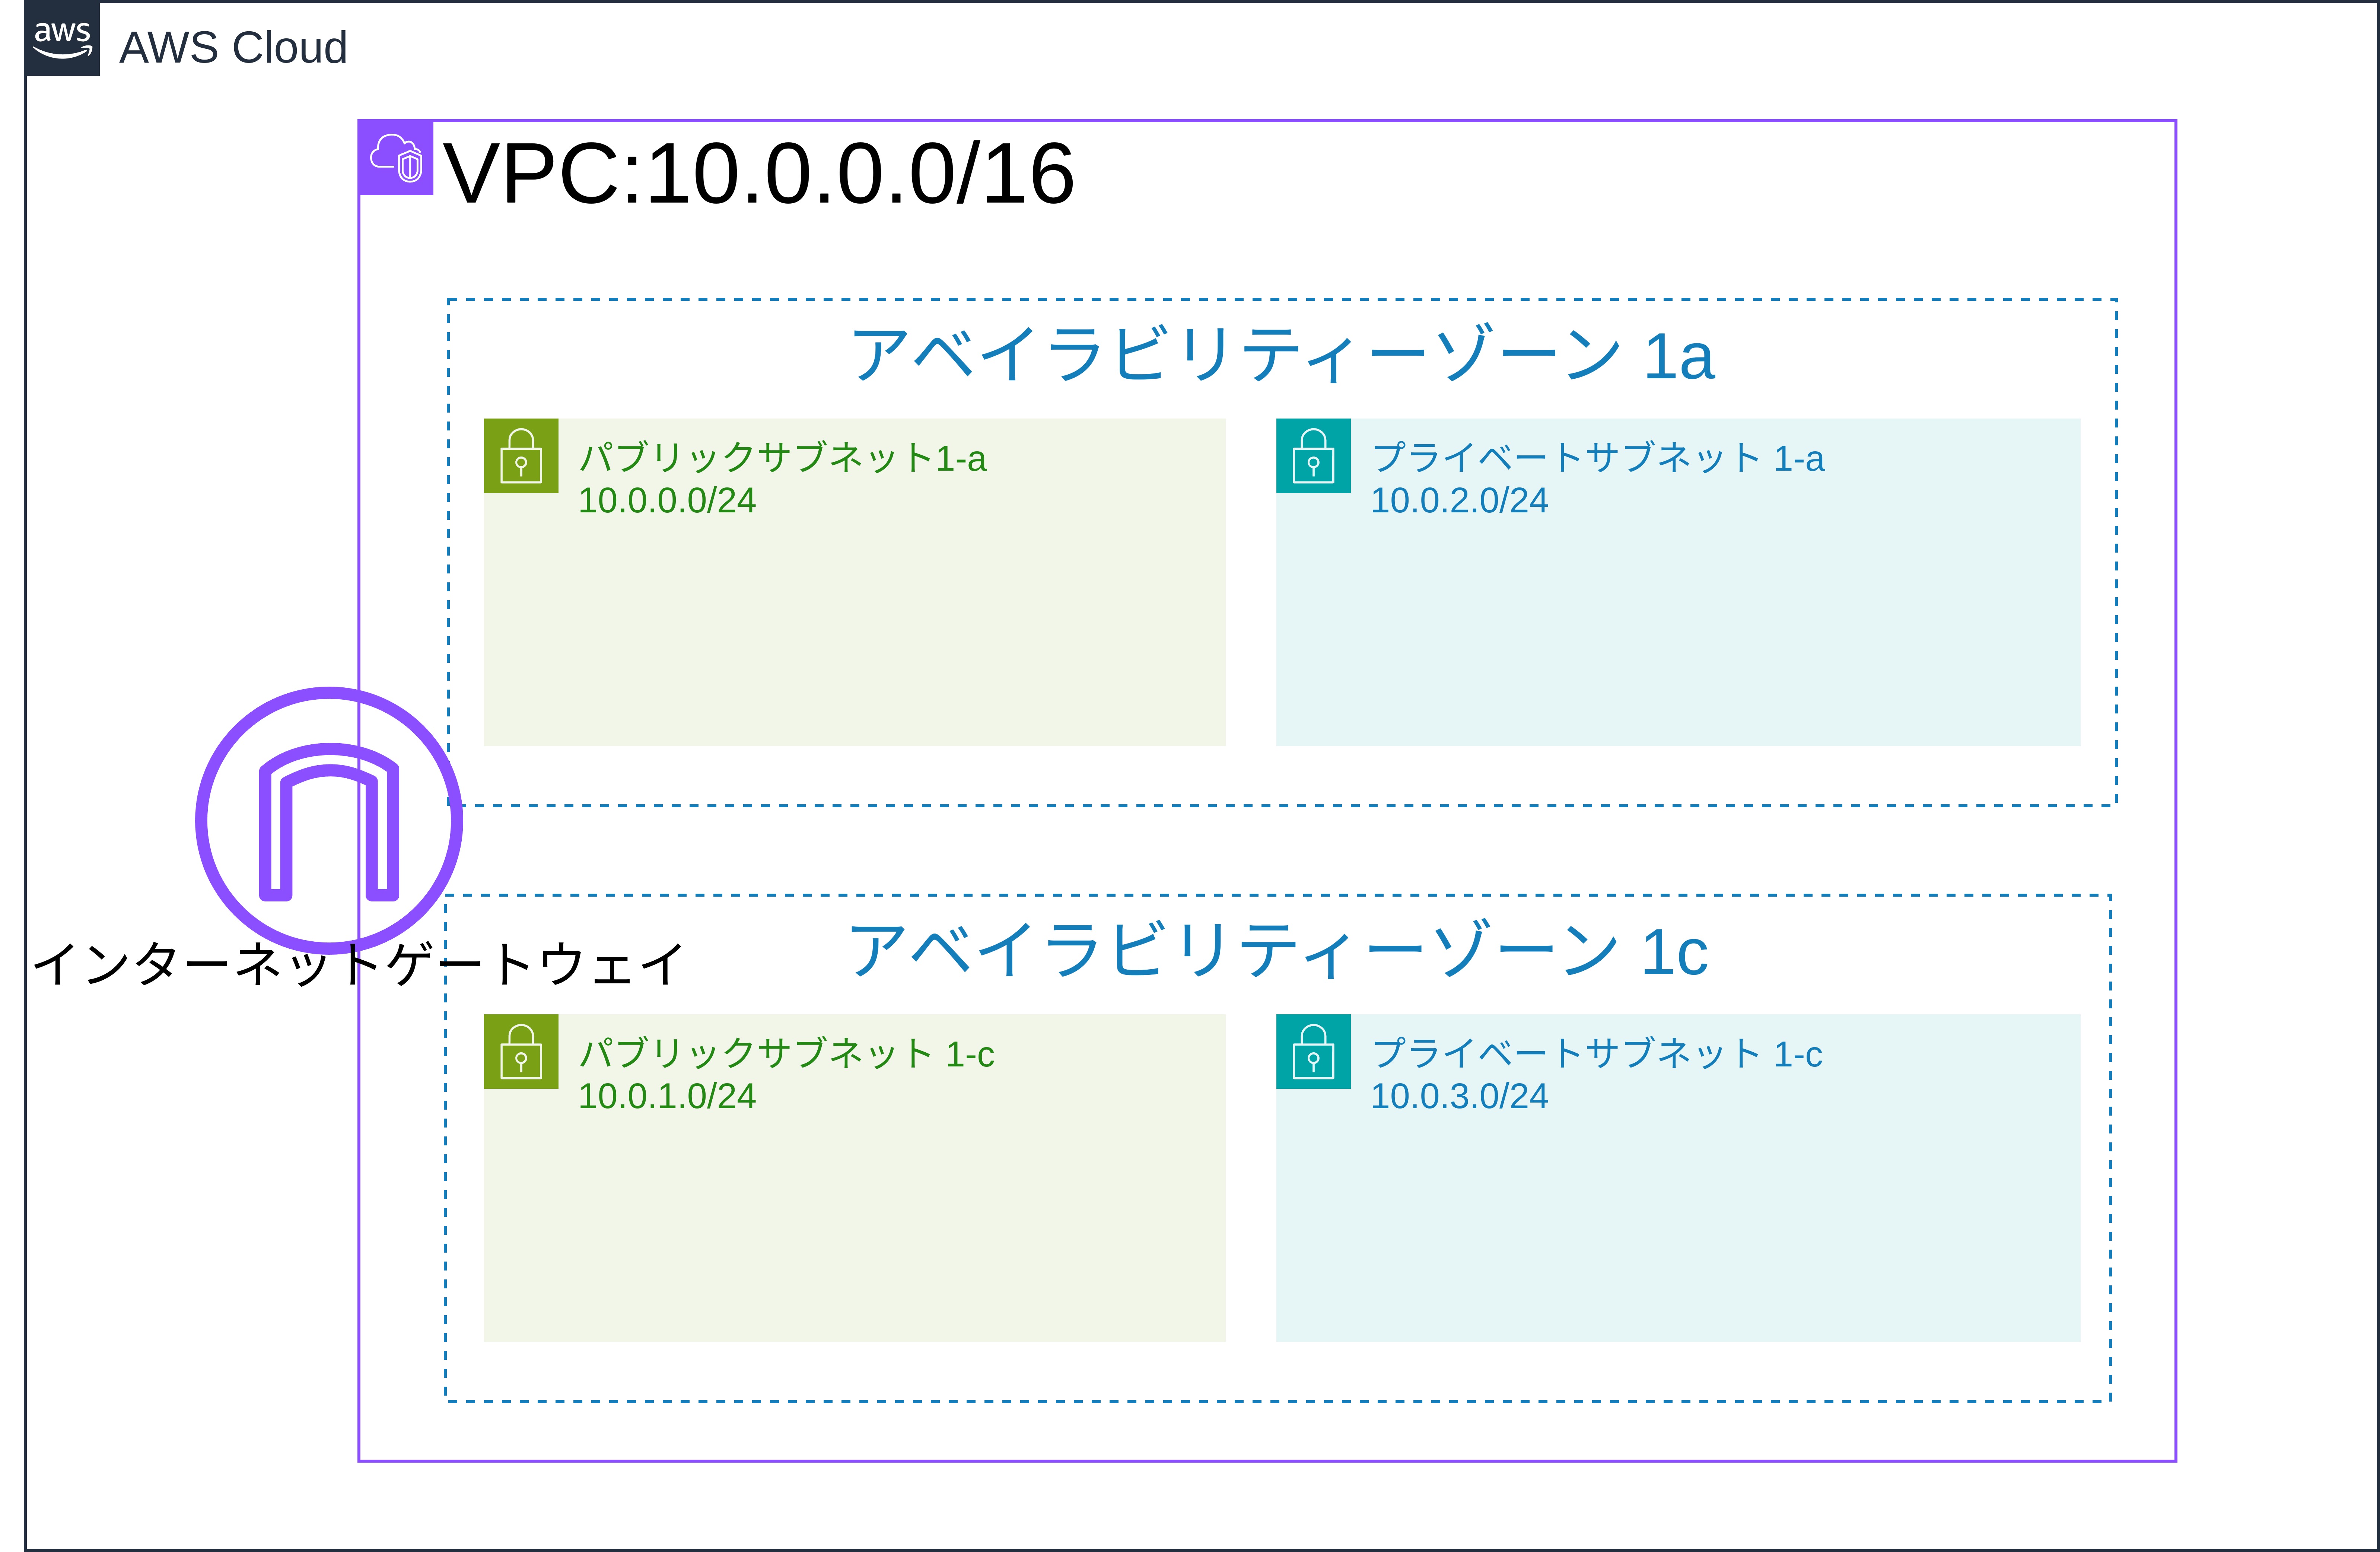 aws
AWS Cloud
VPC:10.0.0.0/16
アベイラビリティーゾーン 1a
パブリックサブネット1-a
10.0.0.0/24
プライベートサブネット 1-a
10.0.2.0/24
インターネットゲートウェイ
アベイラビリティーゾーン 1c
パブリックサブネット 1-c
10.0.1.0/24
プライベートサブネット 1-c
10.0.3.0/24